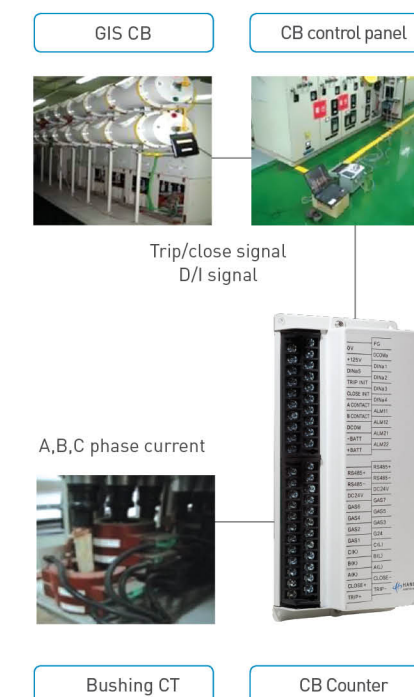 GIS CB
CB control panel
Trip/close signal
D/I signal
0V
FG
+125V
DCOMa
DINa0
DINa1
TRIP INIT
DINa2
CLOSE INIT
DINa3
A CONTACT
DINa4
B CONTACT
ALM11
DCOM
ALM12
-BATT
ALM21
+BATT
ALM22
A,B,C phase current
RS485+
RS485+
RS485-
RS485-
DC24V
DC24V
GAS6
GAS7
GAS4
GAS5
GAS2
GAS3
GAS1
G24
C(K)
C(L)
B(K)
B(L)
A(K)
A(L)
CLOSE+
CLOSE-
TRIP+
TRIP-
Bushing CT
CB Counter